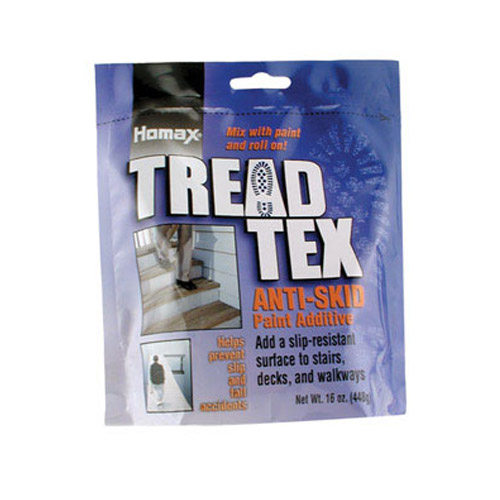 Homax®
Mix with paint
and roll on!
TREAD
TEX
ANTI-SKID
Paint Additive
Helps
prevent
slip
and
fall
accidents
Add a slip-resistant
surface to stairs,
decks, and walkways
Net Wt. 16 oz. (448g)